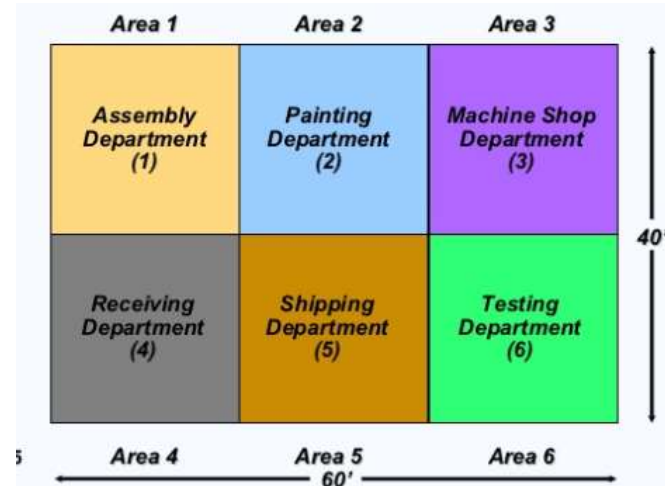 Area 1 Area 2 Area 3
Assembly
Department
(1)
Painting
Department
(2)
Machine Shop
Department
(3)
40'
Receiving
Department
(4)
Shipping
Department
(5)
Testing
Department
(6)
Area 4 Area 5 Area 6
60'